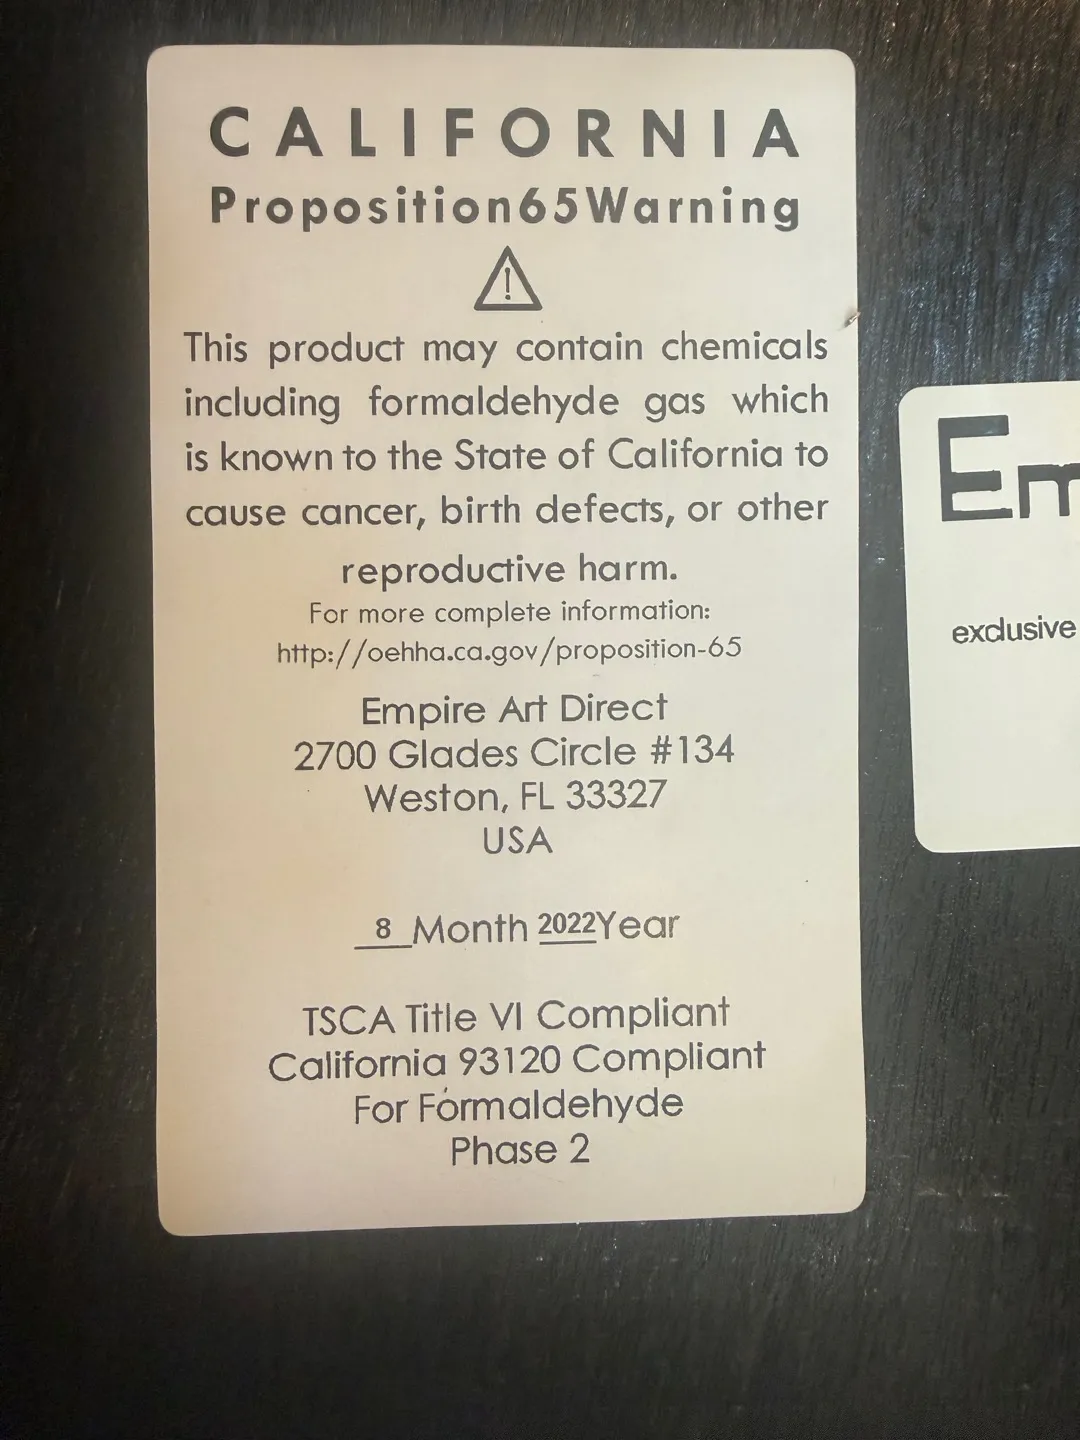 CALIFORNIA
Proposition65Warning
This product may contain chemicals
including formaldehyde gas which
is known to the State of California to
cause cancer, birth defects, or other
reproductive harm.
For more complete information:
http://oehha.ca.gov/proposition-65
Empire Art Direct
2700 Glades Circle #134
Weston, FL 33327
USA
8 Month 2022Year
TSCA Title VI Compliant
California 93120 Compliant
For Formaldehyde
Phase 2
Em
exclusive